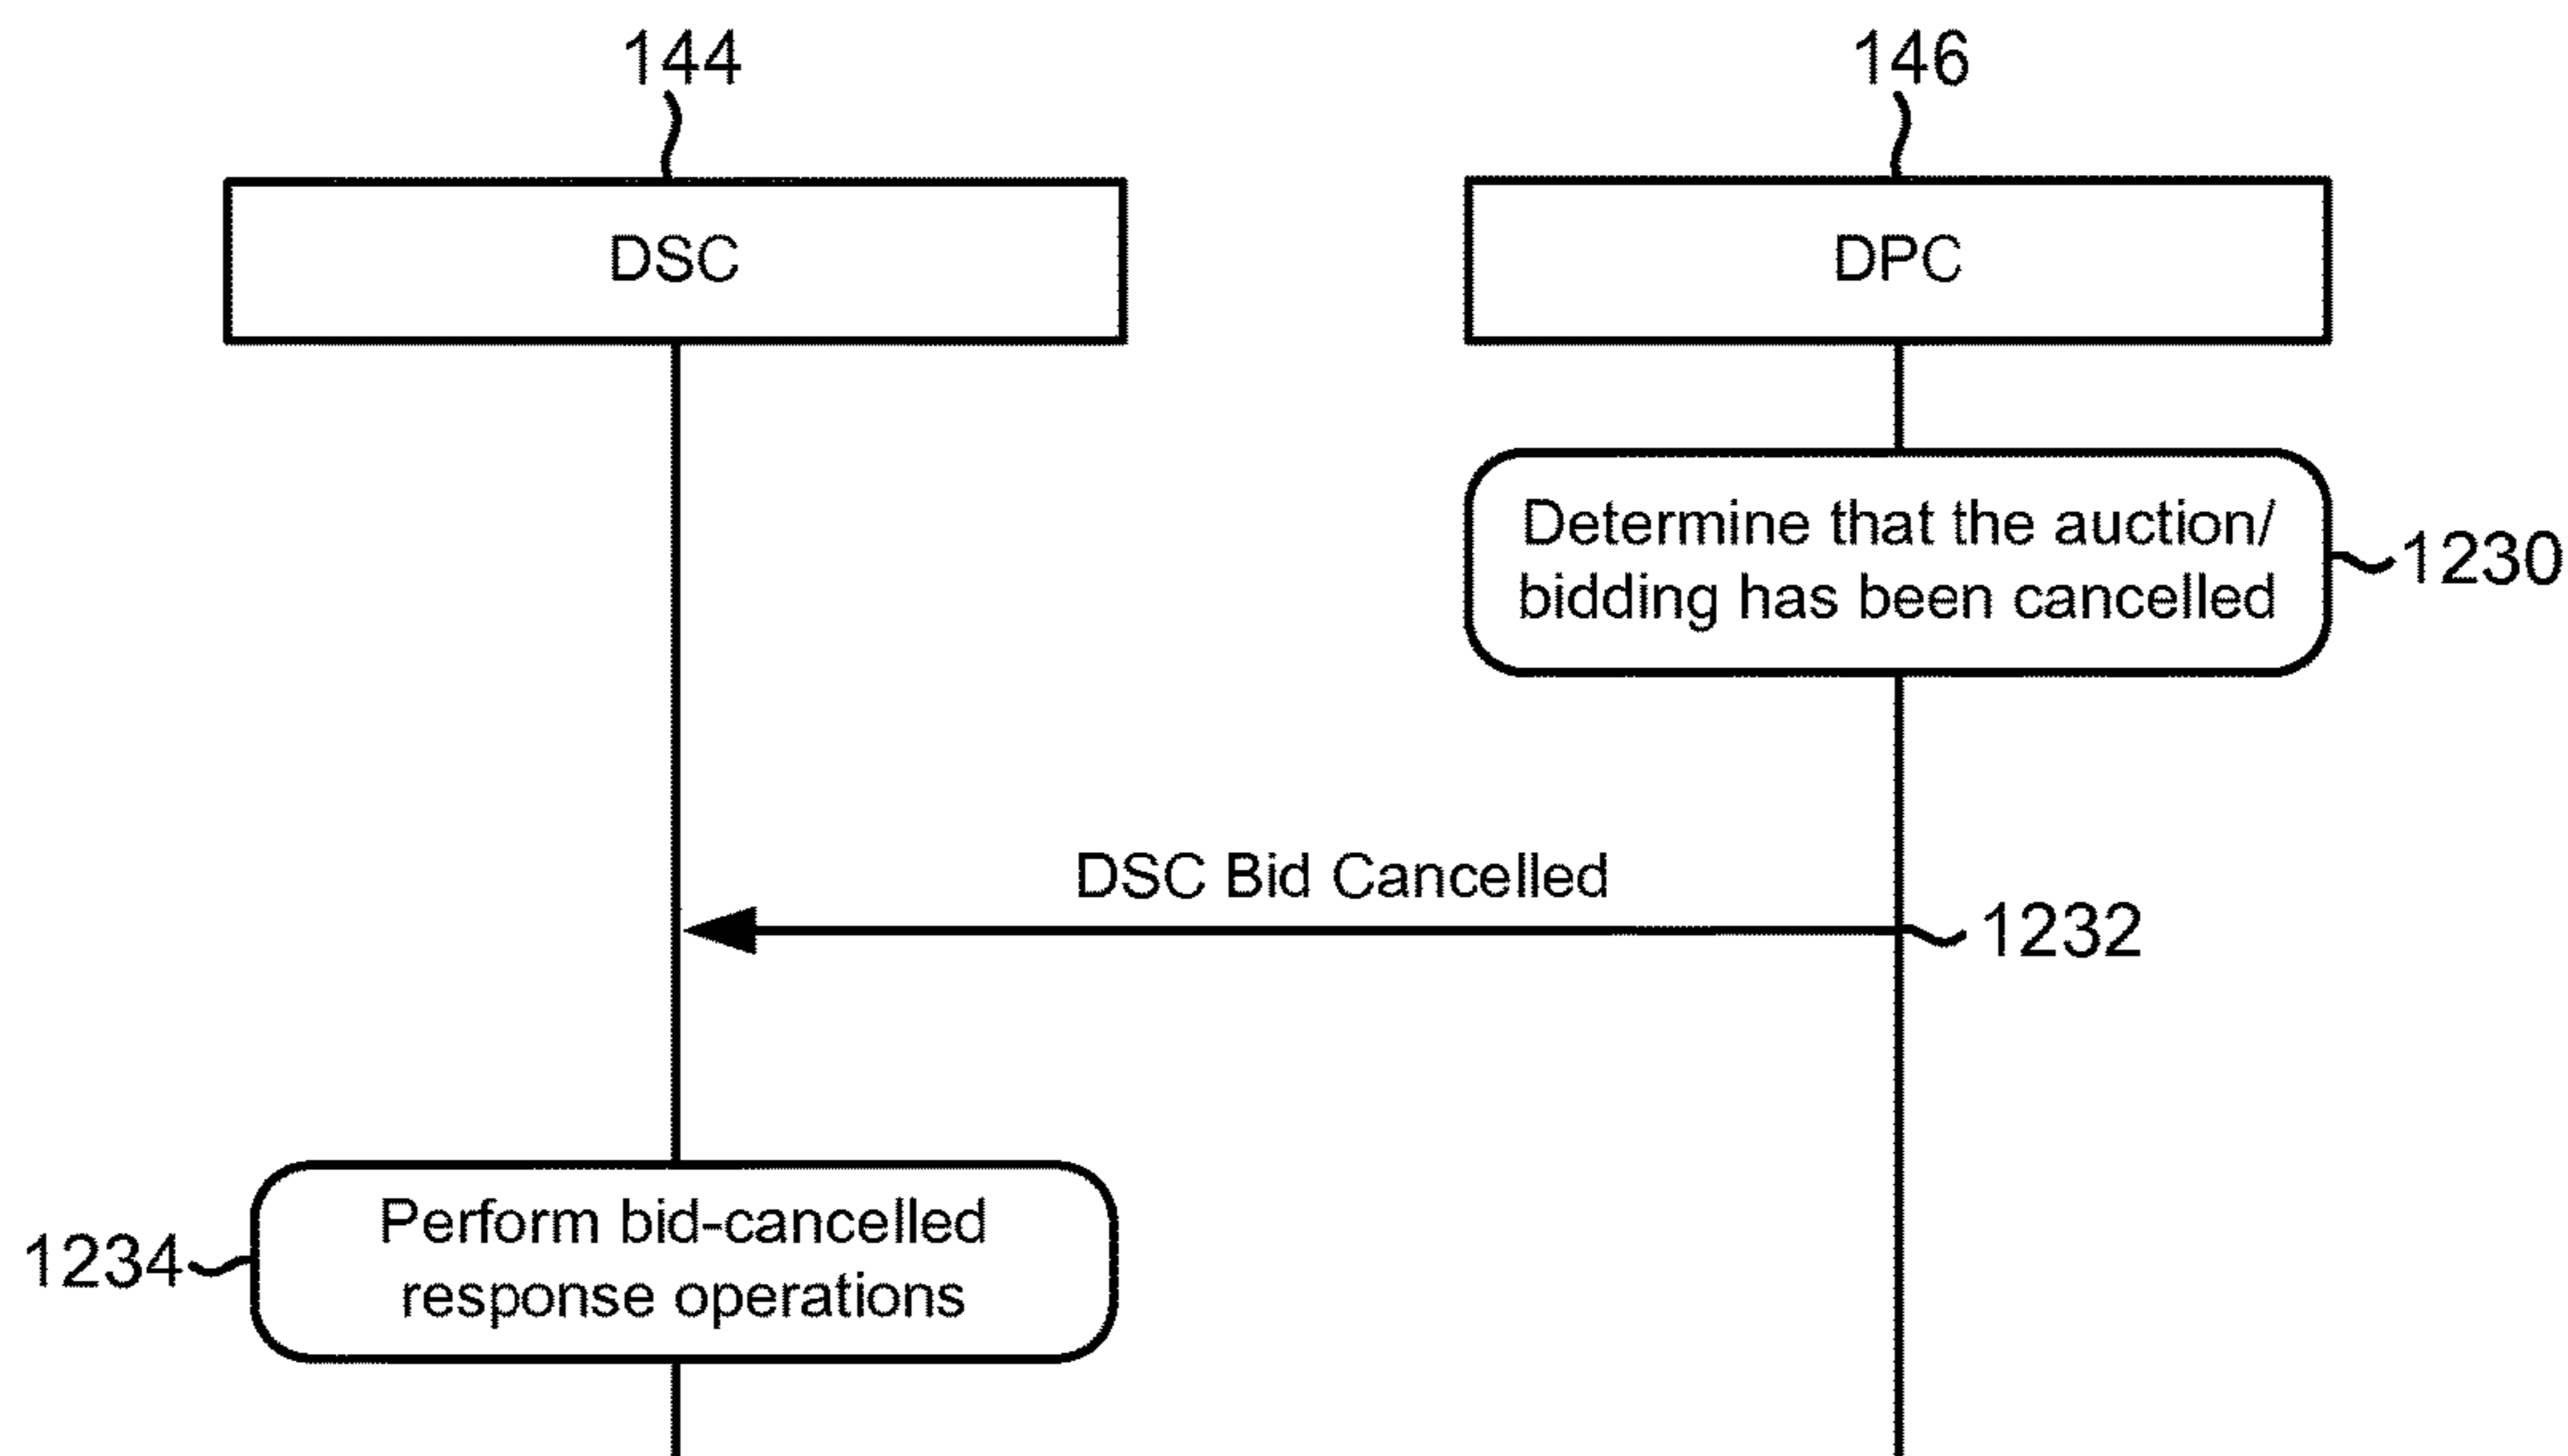 144
146
DSC
DPC
Determine that the auction/
bidding has been cancelled
1230
DSC Bid Cancelled
1232
Perform bid-cancelled
response operations
1234